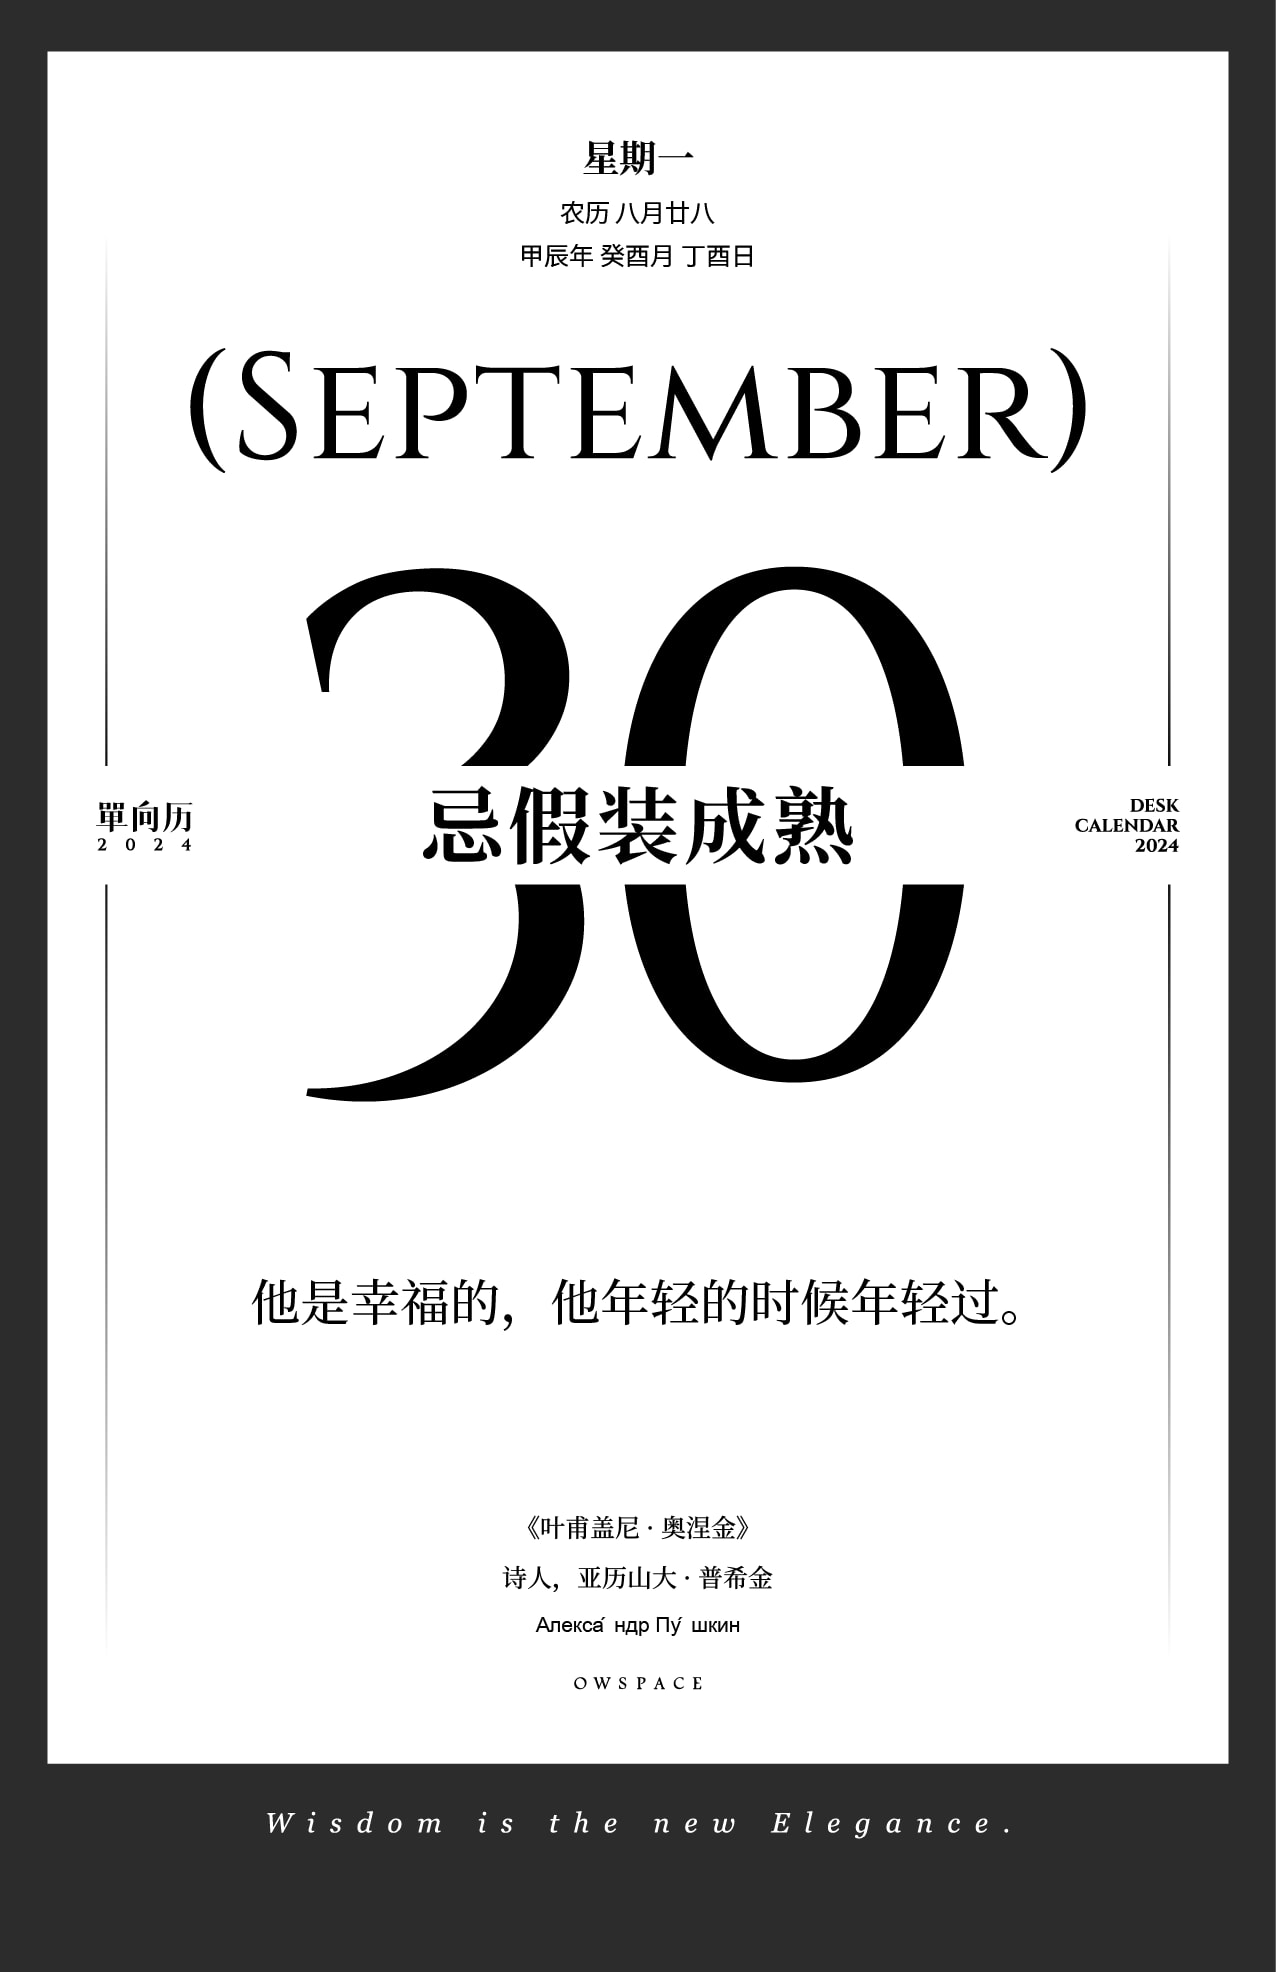 星期一
农历 八月廿八
甲辰年 癸酉月 丁酉日
(SEPTEMBER)
30
單向历
2024
忌假装成熟
DESK
CALENDAR
2024
他是幸福的，他年轻的时候年轻过。
《叶甫盖尼·奥涅金》
诗人，亚历山大·普希金
Алекса́ ндр Пу́ шкин
OWSPACE
Wisdom is the new Elegance.